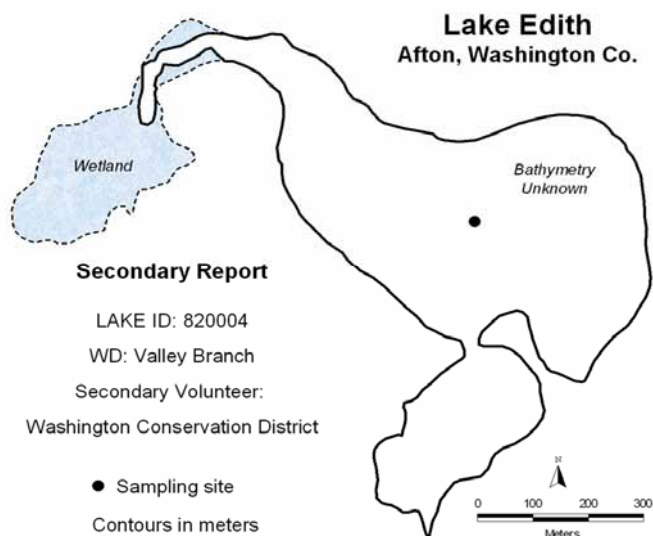 Lake Edith
Afton, Washington Co.
Wetland
Bathymetry
Unknown
Secondary Report
LAKE ID: 820004
WD: Valley Branch
Secondary Volunteer:
Washington Conservation District
● Sampling site
Contours in meters
N
0 100 200 300
Meters